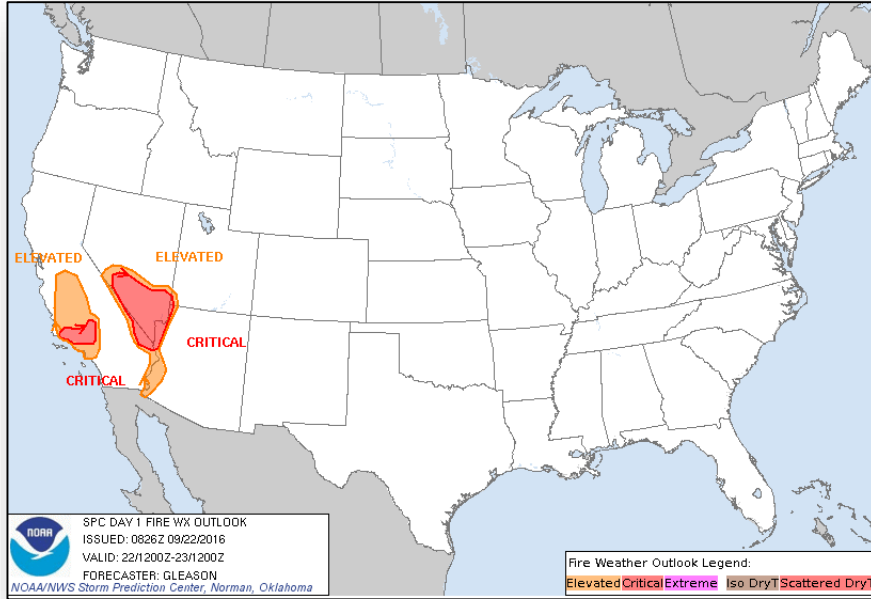 ELEVATED
ELEVATED
CRITICAL
CRITICAL
NOAA
SPC DAY 1 FIRE WX OUTLOOK
ISSUED: 0826Z 09/22/2016
VALID: 22/1200Z-23/1200Z
FORECASTER: GLEASON
NOAA/NWS Storm Prediction Center, Norman, Oklahoma
Fire Weather Outlook Legend:
Elevated Critical Extreme Iso DryT Scattered DryT